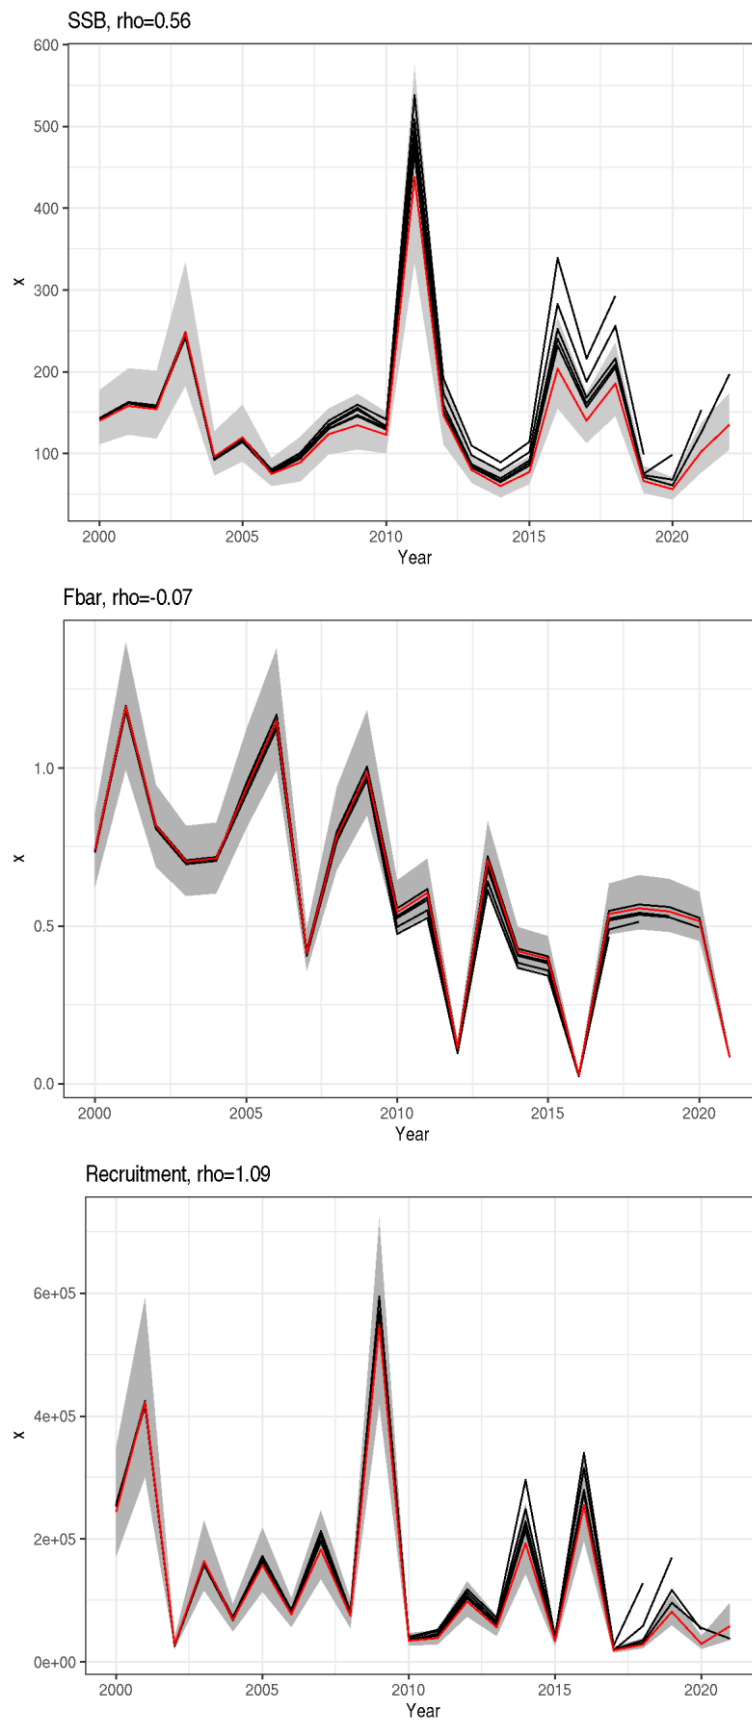 SSB, rho=0.56
600
500
400
300
200
100
x
2000 2005 2010 2015 2020
Year
Fbar, rho=-0.07
1.0
0.5
0.0
x
2000 2005 2010 2015 2020
Year
Recruitment, rho=1.09
6e+05
4e+05
2e+05
0e+00
x
2000 2005 2010 2015 2020
Year